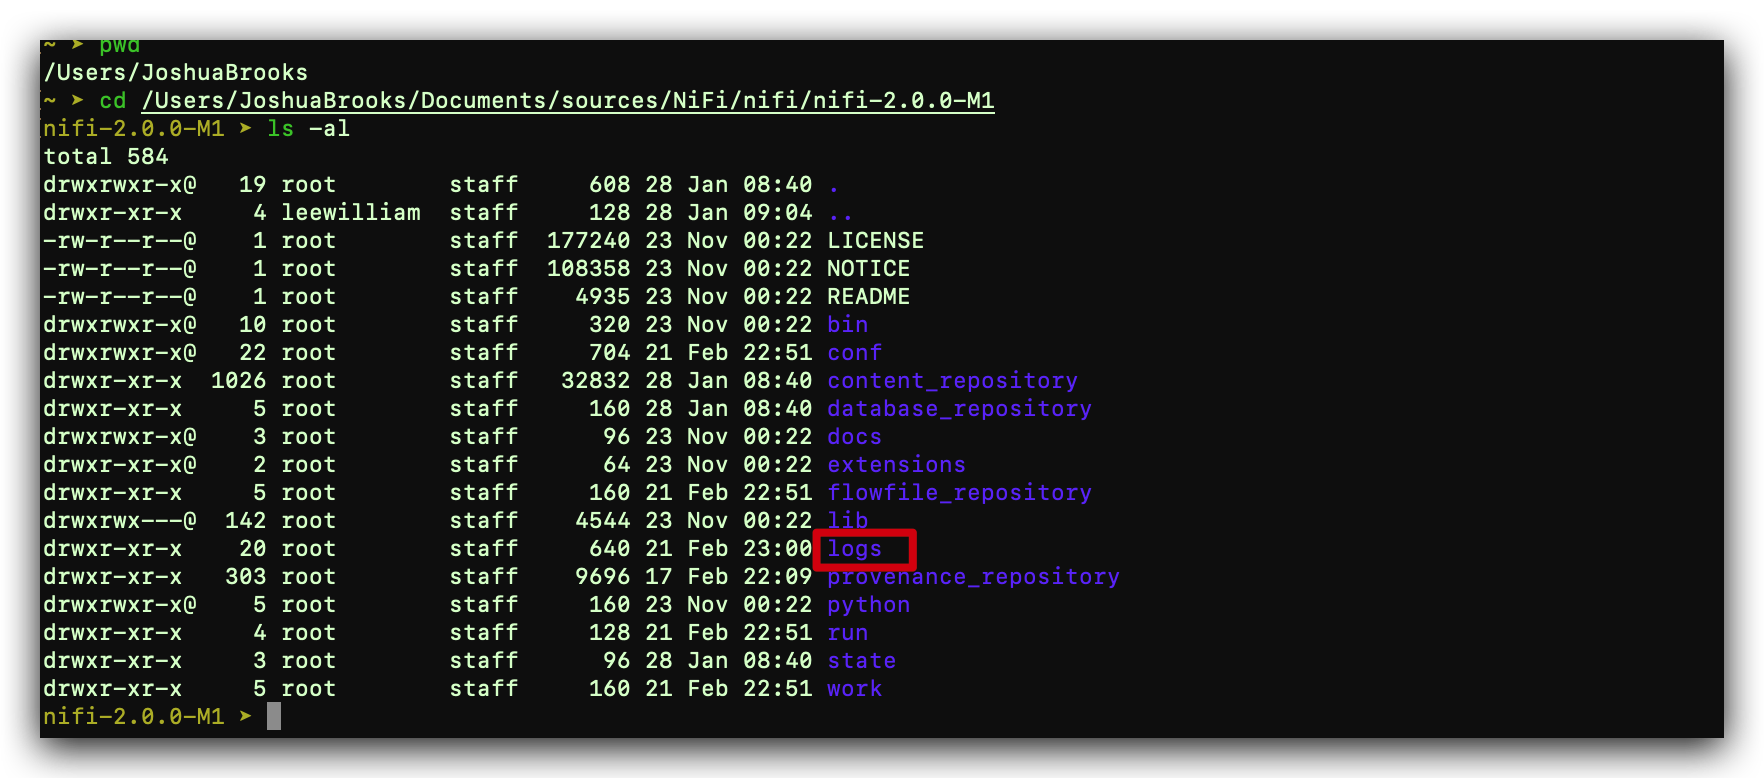 ~ ➤ pwd
/Users/JoshuaBrooks
~ ➤ cd /Users/JoshuaBrooks/Documents/sources/NiFi/nifi/nifi-2.0.0-M1
nifi-2.0.0-M1 ➤ ls -al
total 584
drwxrwxr-x@   19 root        staff     608 28 Jan 08:40 .
drwxr-xr-x     4 leewilliam  staff     128 28 Jan 09:04 ..
-rw-r--r--@    1 root        staff  177240 23 Nov 00:22 LICENSE
-rw-r--r--@    1 root        staff  108358 23 Nov 00:22 NOTICE
-rw-r--r--@    1 root        staff    4935 23 Nov 00:22 README
drwxrwxr-x@   10 root        staff     320 23 Nov 00:22 bin
drwxrwxr-x@   22 root        staff     704 21 Feb 22:51 conf
drwxr-xr-x  1026 root        staff   32832 28 Jan 08:40 content_repository
drwxr-xr-x     5 root        staff     160 28 Jan 08:40 database_repository
drwxrwxr-x@    3 root        staff      96 23 Nov 00:22 docs
drwxr-xr-x@    2 root        staff      64 23 Nov 00:22 extensions
drwxr-xr-x     5 root        staff     160 21 Feb 22:51 flowfile_repository
drwxrwx---@  142 root        staff    4544 23 Nov 00:22 lib
drwxr-xr-x    20 root        staff     640 21 Feb 23:00 logs
drwxr-xr-x   303 root        staff    9696 17 Feb 22:09 provenance_repository
drwxrwxr-x@    5 root        staff     160 23 Nov 00:22 python
drwxr-xr-x     4 root        staff     128 21 Feb 22:51 run
drwxr-xr-x     3 root        staff      96 28 Jan 08:40 state
drwxr-xr-x     5 root        staff     160 21 Feb 22:51 work
nifi-2.0.0-M1 ➤